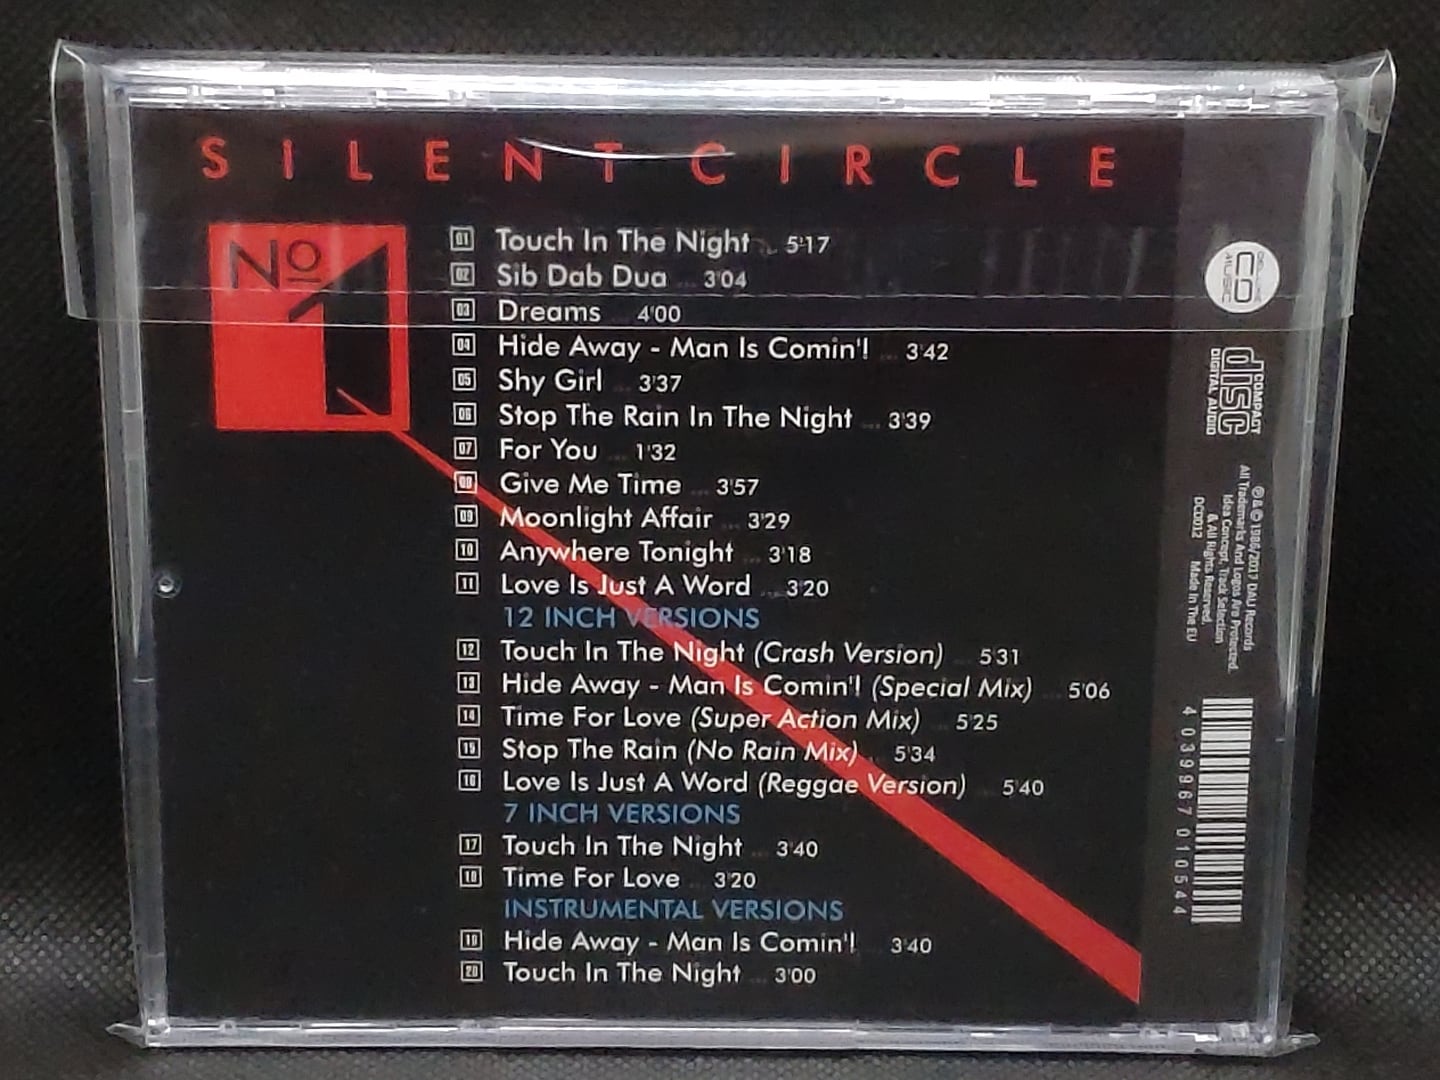 SILENT CIRCLE
No 1
01 Touch In The Night ... 5'17
02 Sib Dab Dua ... 3'04
03 Dreams ... 4'00
04 Hide Away - Man Is Comin'! ... 3'42
05 Shy Girl ... 3'37
06 Stop The Rain In The Night ... 3'39
07 For You ... 1'32
08 Give Me Time ... 3'57
09 Moonlight Affair ... 3'29
10 Anywhere Tonight ... 3'18
11 Love Is Just A Word ... 3'20
12 INCH VERSIONS
12 Touch In The Night (Crash Version) ... 5'31
13 Hide Away - Man Is Comin'! (Special Mix) ... 5'06
14 Time For Love (Super Action Mix) ... 5'25
15 Stop The Rain (No Rain Mix) ... 5'34
16 Love Is Just A Word (Reggae Version) ... 5'40
7 INCH VERSIONS
17 Touch In The Night ... 3'40
18 Time For Love ... 3'20
INSTRUMENTAL VERSIONS
19 Hide Away - Man Is Comin'! ... 3'40
20 Touch In The Night ... 3'00
CD
MUSIC
COMPACT
disc
DIGITAL AUDIO
℗ & © 1986/2017 DAU Records
All Trademarks And Logos Are Protected.
Idea Concept, Track Selection
& All Rights Reserved.
DCD012 Made In The EU
4 039967 010544